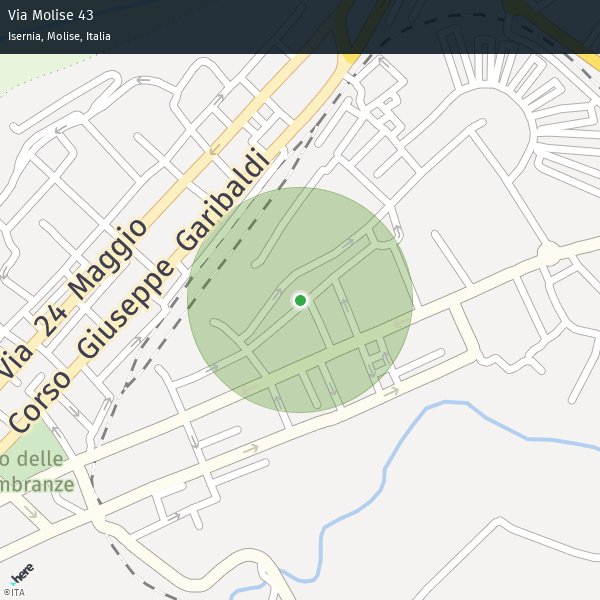 Via Molise 43
Isernia, Molise, Italia
Via 24 Maggio
Corso Giuseppe Garibaldi
o delle
mbranze
here
©ITA